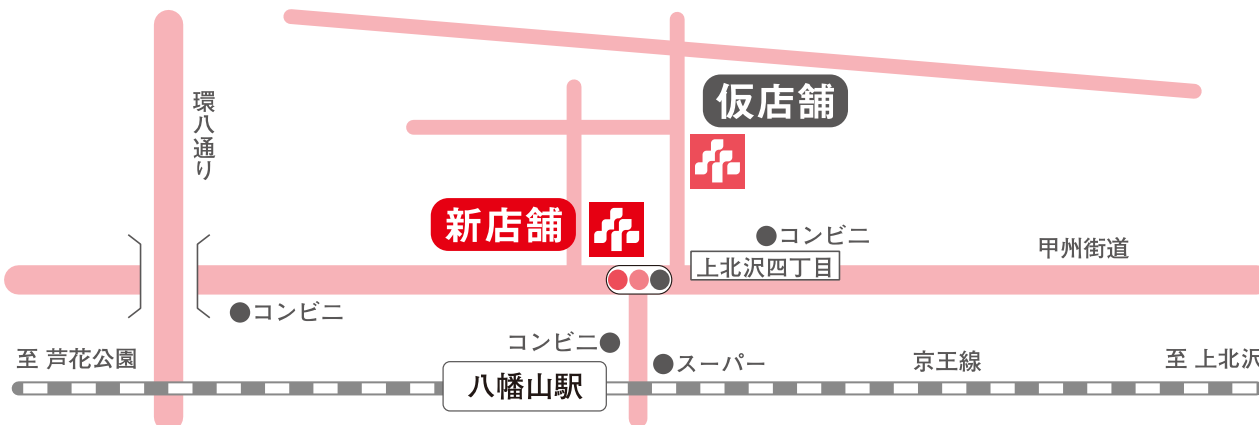 環八通り
仮店舗
新店舗
コンビニ
上北沢四丁目
甲州街道
コンビニ
コンビニ
至 芦花公園
スーパー
京王線
至 上北沢
八幡山駅